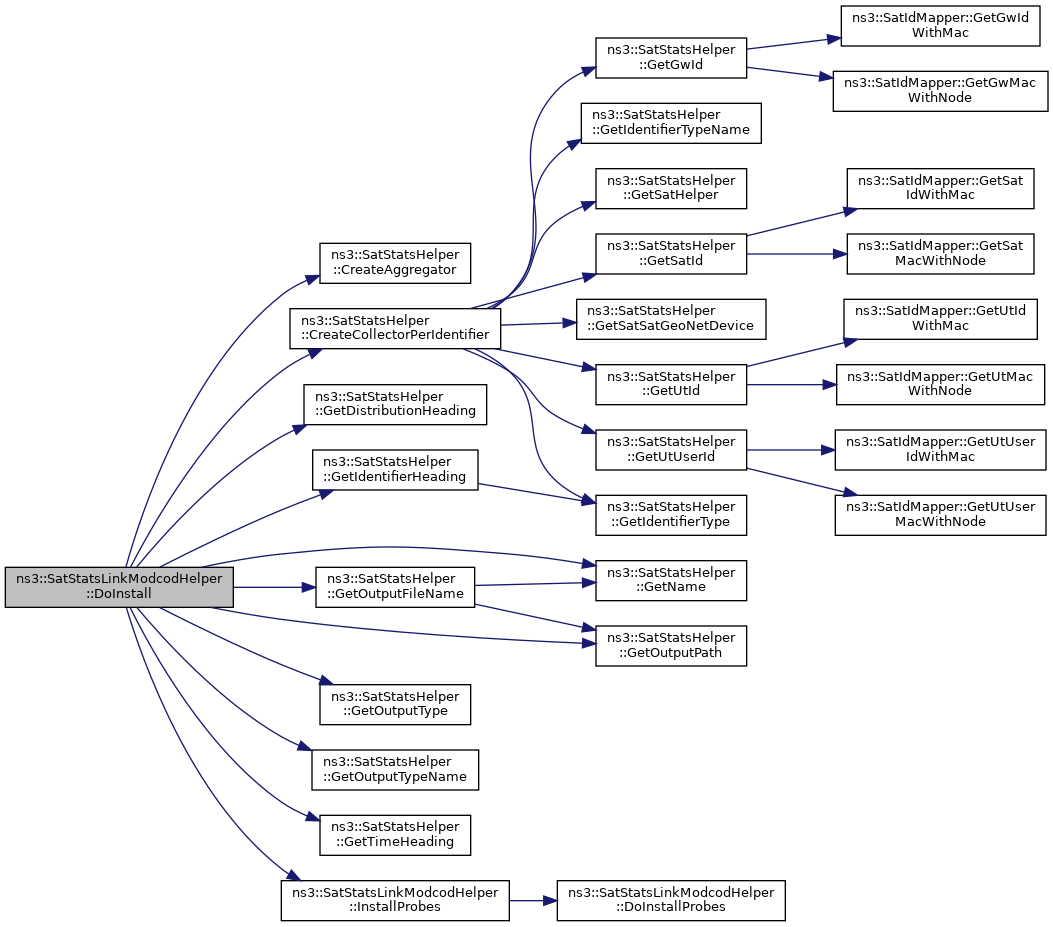 ns3::SatStatsLinkModcodHelper
::DoInstall
ns3::SatStatsHelper
::CreateAggregator
ns3::SatStatsHelper
::CreateCollectorPerIdentifier
ns3::SatStatsHelper
::GetDistributionHeading
ns3::SatStatsHelper
::GetIdentifierHeading
ns3::SatStatsHelper
::GetOutputFileName
ns3::SatStatsHelper
::GetOutputType
ns3::SatStatsHelper
::GetOutputTypeName
ns3::SatStatsHelper
::GetTimeHeading
ns3::SatStatsLinkModcodHelper
::InstallProbes
ns3::SatStatsHelper
::GetGwId
ns3::SatStatsHelper
::GetIdentifierTypeName
ns3::SatStatsHelper
::GetSatHelper
ns3::SatStatsHelper
::GetSatId
ns3::SatStatsHelper
::GetSatSatGeoNetDevice
ns3::SatStatsHelper
::GetUtId
ns3::SatStatsHelper
::GetUtUserId
ns3::SatStatsHelper
::GetIdentifierType
ns3::SatStatsHelper
::GetName
ns3::SatStatsHelper
::GetOutputPath
ns3::SatStatsLinkModcodHelper
::DoInstallProbes
ns3::SatIdMapper::GetGwId
WithMac
ns3::SatIdMapper::GetGwMac
WithNode
ns3::SatIdMapper::GetSat
IdWithMac
ns3::SatIdMapper::GetSat
MacWithNode
ns3::SatIdMapper::GetUtId
WithMac
ns3::SatIdMapper::GetUtMac
WithNode
ns3::SatIdMapper::GetUtUser
IdWithMac
ns3::SatIdMapper::GetUtUser
MacWithNode